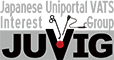 Japanese Uniportal VATS
Interest Group
JUVIG